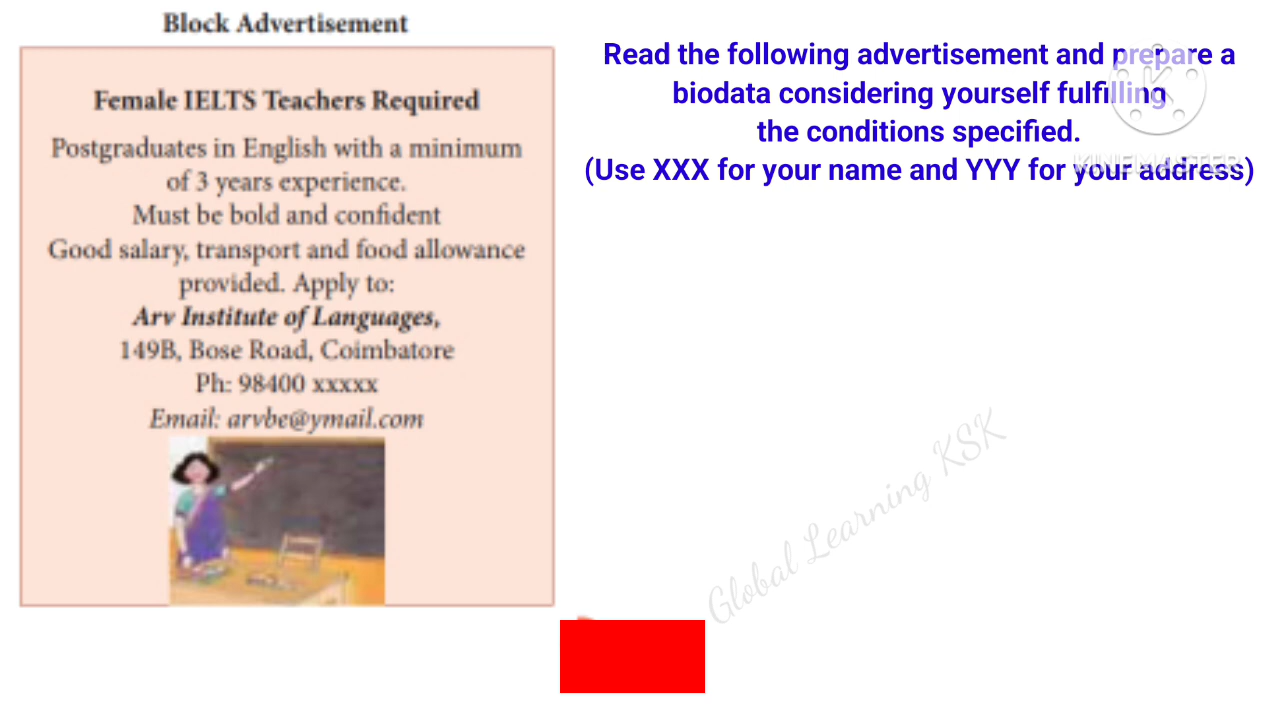 Block Advertisement
Female IELTS Teachers Required
Postgraduates in English with a minimum
of 3 years experience.
Must be bold and confident
Good salary, transport and food allowance
provided. Apply to:
Arv Institute of Languages,
149B, Bose Road, Coimbatore
Ph: 98400 xxxxx
Email: arvbe@ymail.com
Read the following advertisement and prepare a
biodata considering yourself fulfilling
the conditions specified.
(Use XXX for your name and YYY for your address)
K
KINEMASTER
Global Learning KSK